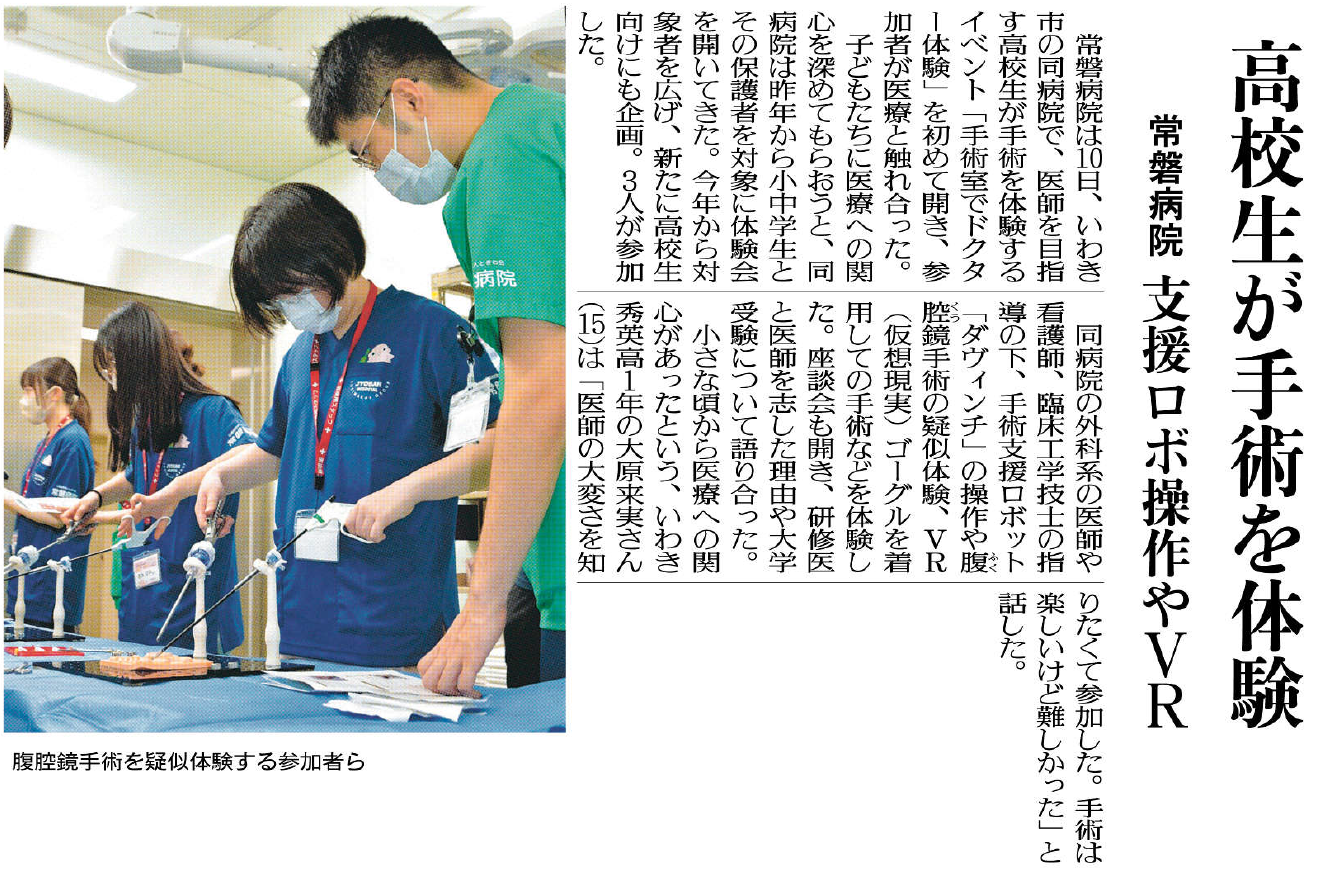 高校生が手術を体験
常磐病院 支援ロボ操作やVR
常磐病院は10日、いわき
市の同病院で、医師を目指
す高校生が手術を体験する
イベント「手術室でドクタ
ー体験」を初めて開き、参
加者が医療と触れ合った。
子どもたちに医療への関
心を深めてもらおうと、同
病院は昨年から小中学生と
その保護者を対象に体験会
を開いてきた。今年から対
象者を広げ、新たに高校生
向けにも企画。3人が参加
した。
同病院の外科系の医師や
看護師、臨床工学技士の指
導の下、手術支援ロボット
「ダヴィンチ」の操作や腹
腔鏡手術の疑似体験、VR
(仮想現実)ゴーグルを着
用しての手術などを体験し
た。座談会も開き、研修医
と医師を志した理由や大学
受験について語り合った。
小さな頃から医療への関
心があったという、いわき
秀英高1年の大原来実さん
(15)は「医師の大変さを知
りたくて参加した。手術は
楽しいけど難しかった」と
話した。
病院
腹腔鏡手術を疑似体験する参加者ら